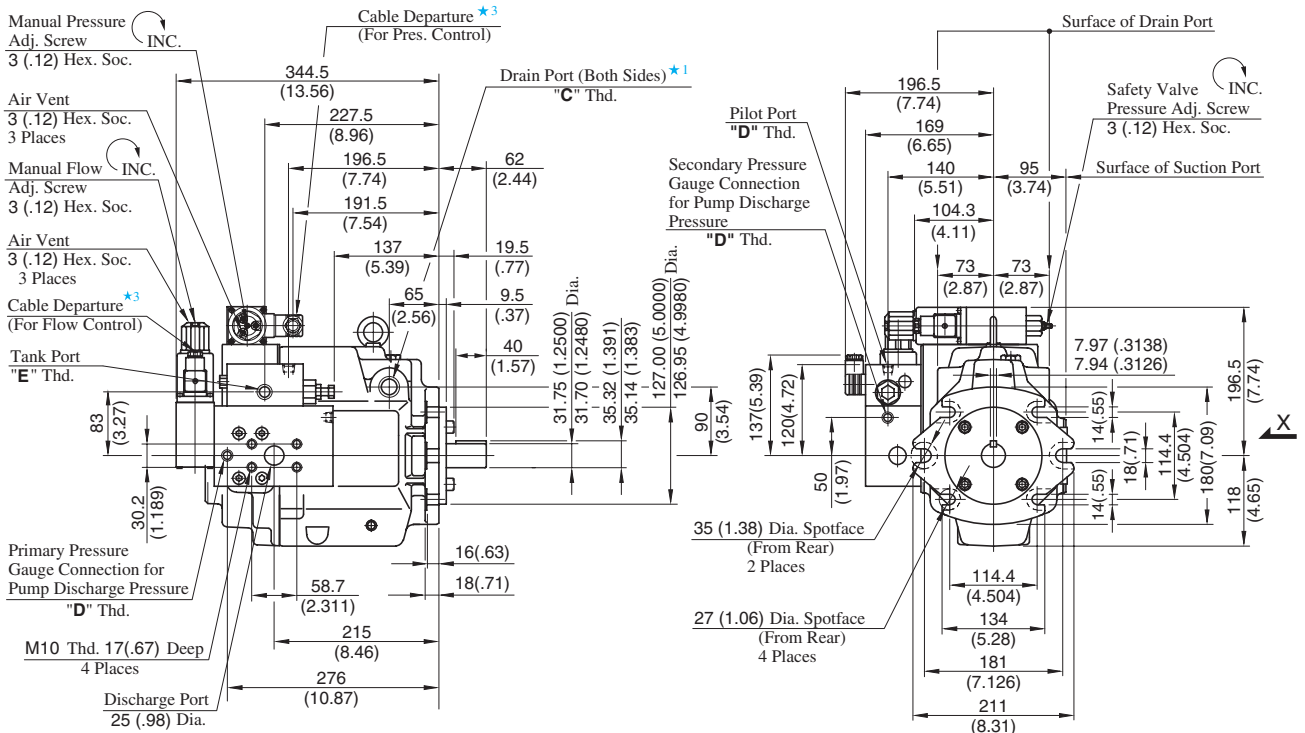 Manual Pressure
Adj. Screw
3 (.12) Hex. Soc.
INC.
Air Vent
3 (.12) Hex. Soc.
3 Places
Manual Flow
Adj. Screw
3 (.12) Hex. Soc.
INC.
Air Vent
3 (.12) Hex. Soc.
3 Places
Cable Departure★3
(For Flow Control)
Tank Port
"E" Thd.
83
(3.27)
30.2
(1.189)
Primary Pressure
Gauge Connection for
Pump Discharge Pressure
"D" Thd.
M10 Thd. 17(.67) Deep
4 Places
Discharge Port
25 (.98) Dia.
Cable Departure ★3
(For Pres. Control)
Drain Port (Both Sides) ★1
"C" Thd.
344.5
(13.56)
227.5
(8.96)
196.5
(7.74)
62
(2.44)
191.5
(7.54)
137
(5.39)
19.5
(.77)
65
(2.56)
9.5
(.37)
40
(1.57)
31.75 (1.2500)
31.70 (1.2480) Dia.
35.32 (1.391)
35.14 (1.383)
127.00 (5.0000)
126.95 (4.9980) Dia.
90
(3.54)
16(.63)
18(.71)
58.7
(2.311)
215
(8.46)
276
(10.87)
Surface of Drain Port
196.5
(7.74)
Pilot Port
"D" Thd.
169
(6.65)
Safety Valve
Pressure Adj. Screw
3 (.12) Hex. Soc.
INC.
Secondary Pressure
Gauge Connection
for Pump Discharge
Pressure
"D" Thd.
140
(5.51)
95
(3.74)
Surface of Suction Port
104.3
(4.11)
73
(2.87)
73
(2.87)
7.97 (.3138)
7.94 (.3126)
196.5
(7.74)
137(5.39)
120(4.72)
50
(1.97)
14(.55)
18(.71)
14(.55)
114.4
(4.504)
180(7.09)
118
(4.65)
X
35 (1.38) Dia. Spotface
(From Rear)
2 Places
27 (1.06) Dia. Spotface
(From Rear)
4 Places
114.4
(4.504)
134
(5.28)
181
(7.126)
211
(8.31)